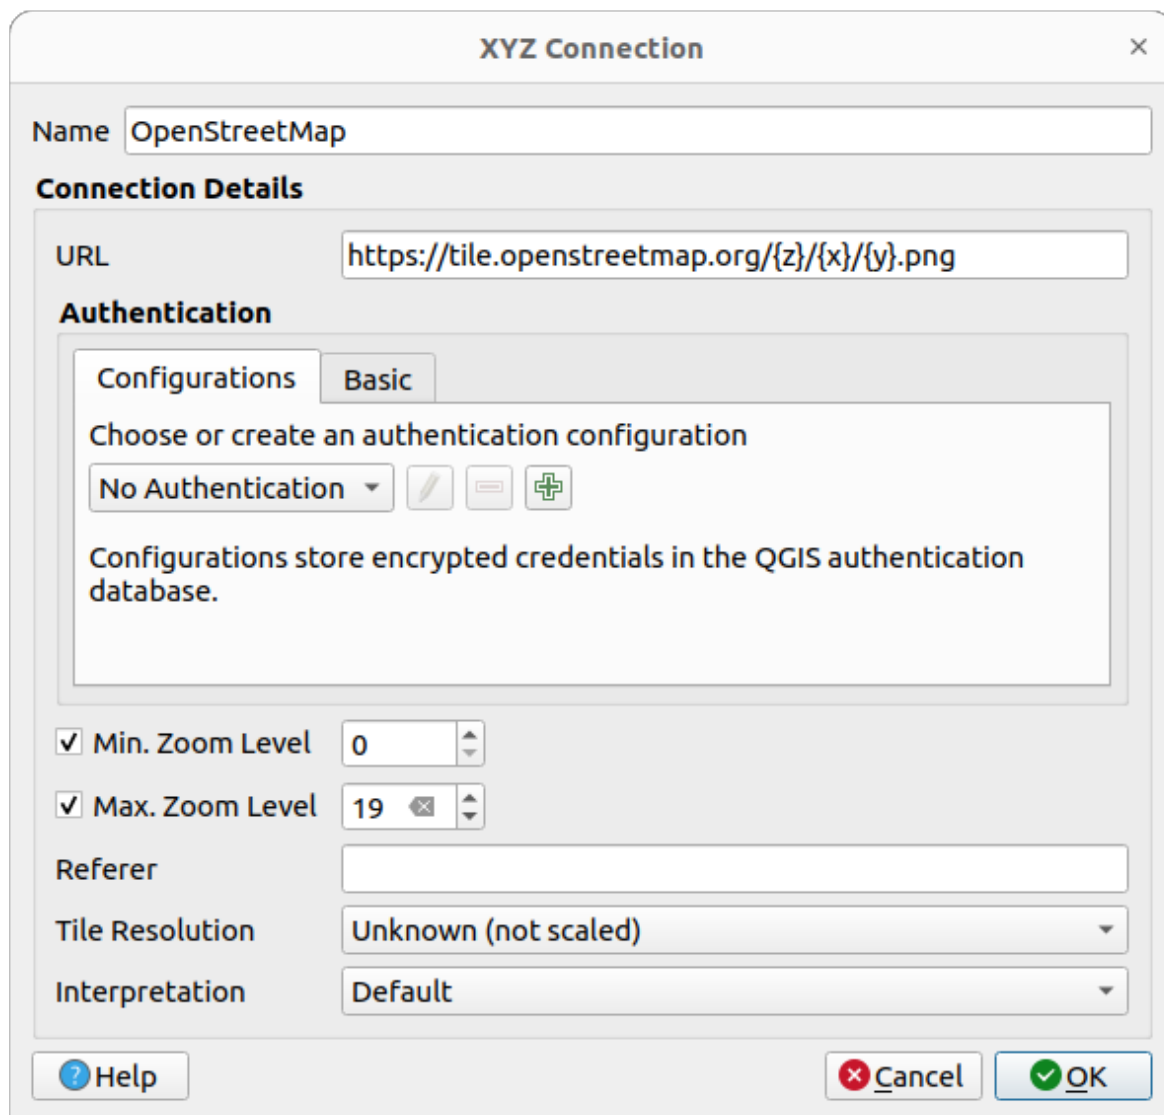 XYZ Connection
Name OpenStreetMap
Connection Details
URL https://tile.openstreetmap.org/{z}/{x}/{y}.png
Authentication
Configurations Basic
Choose or create an authentication configuration
No Authentication
Configurations store encrypted credentials in the QGIS authentication
database.
Min. Zoom Level 0
Max. Zoom Level 19
Referer
Tile Resolution Unknown (not scaled)
Interpretation Default
Help Cancel OK